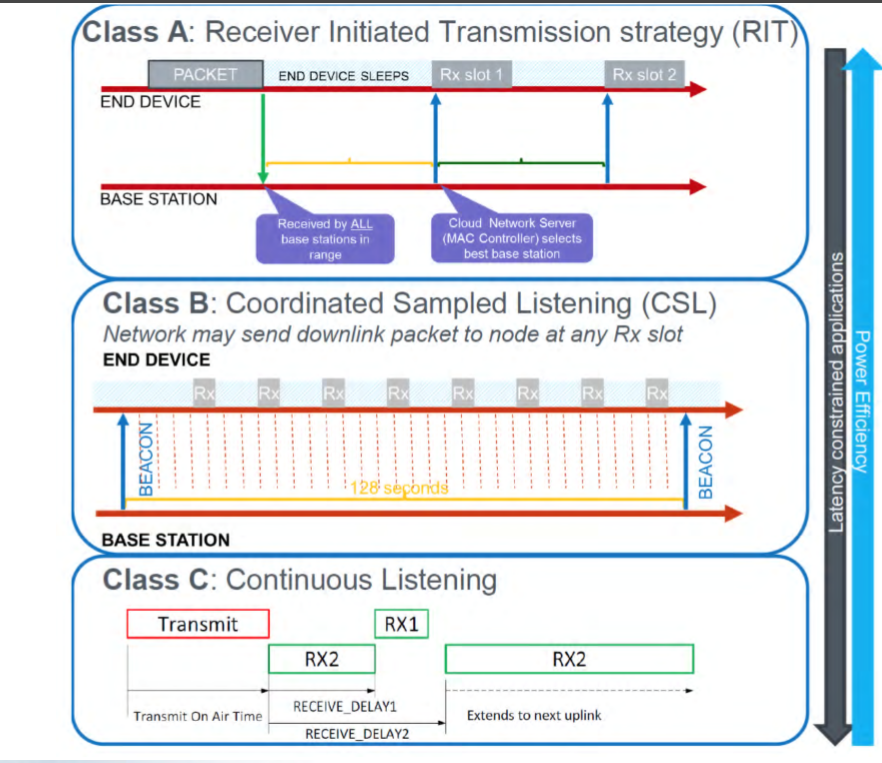 Class A: Receiver Initiated Transmission strategy (RIT)
PACKET
END DEVICE SLEEPS
Rx slot 1
Rx slot 2
END DEVICE
BASE STATION
Received by ALL
base stations in
range
Cloud Network Server
(MAC Controller) selects
best base station
Class B: Coordinated Sampled Listening (CSL)
Network may send downlink packet to node at any Rx slot
END DEVICE
Rx
Rx
Rx
Rx
Rx
Rx
Rx
Rx
BEACON
128 seconds
BEACON
BASE STATION
Class C: Continuous Listening
Transmit
RX1
RX2
RX2
Transmit On Air Time
RECEIVE_DELAY1
Extends to next uplink
RECEIVE_DELAY2
Latency constrained applications
Power Efficiency